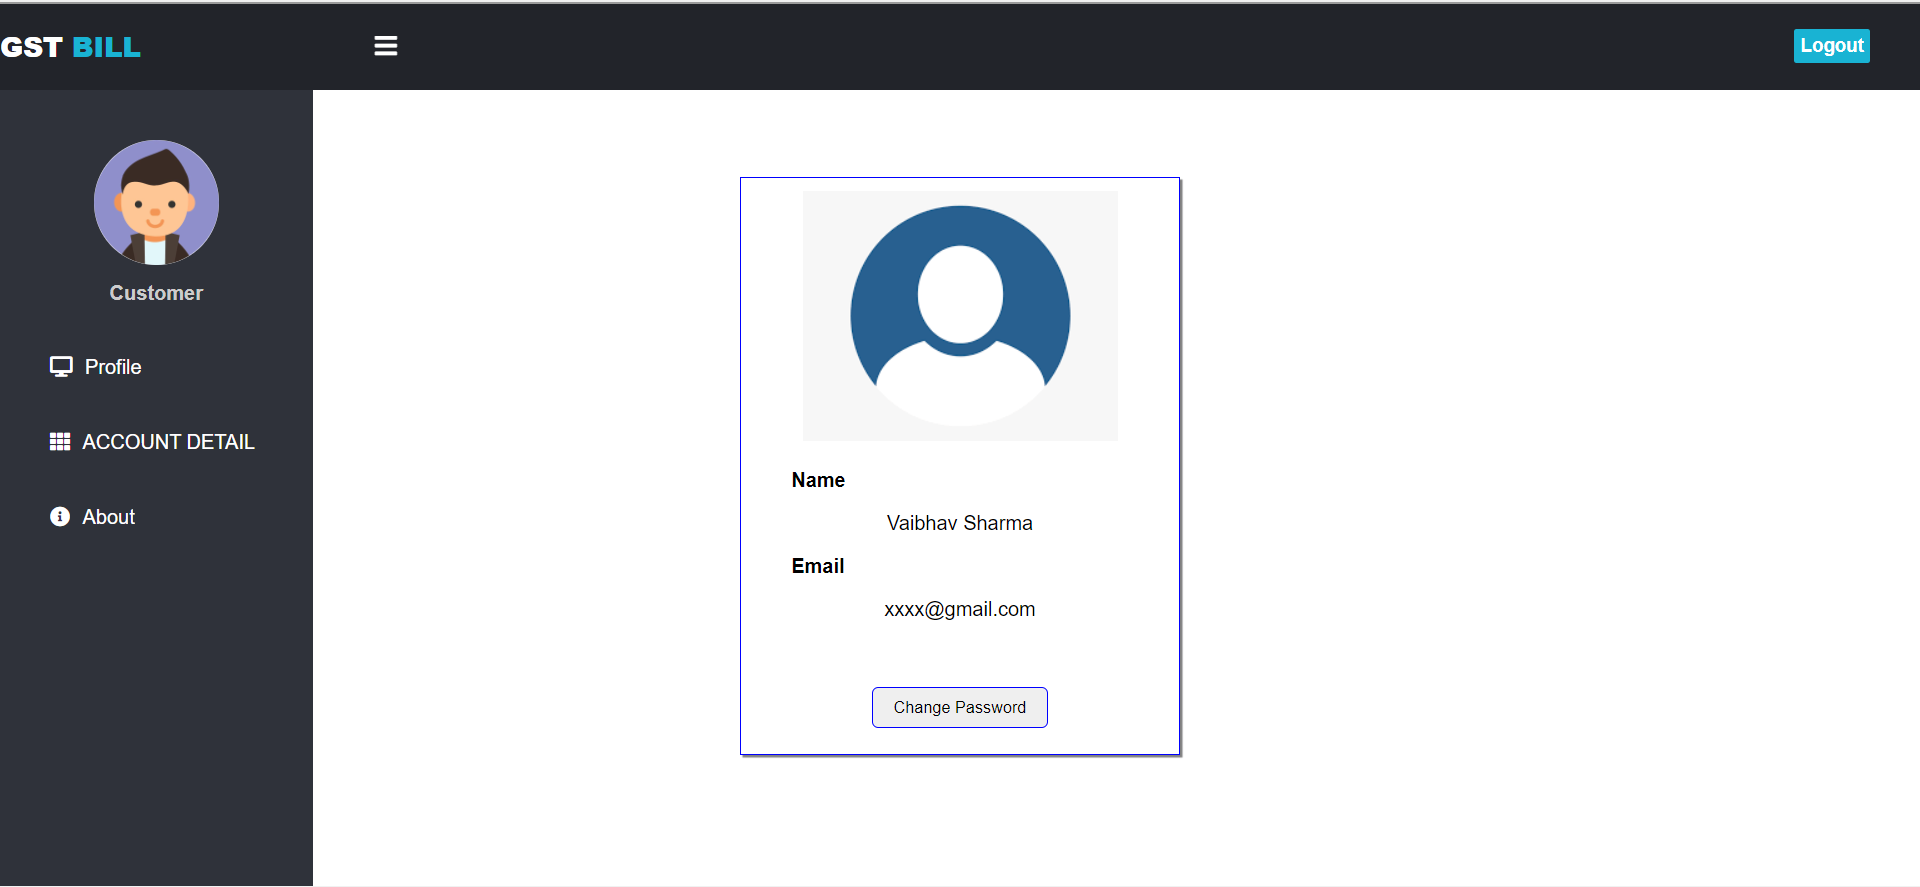 GST BILL
Logout
Customer
Profile
ACCOUNT DETAIL
About
Name
Vaibhav Sharma
Email
xxxx@gmail.com
Change Password